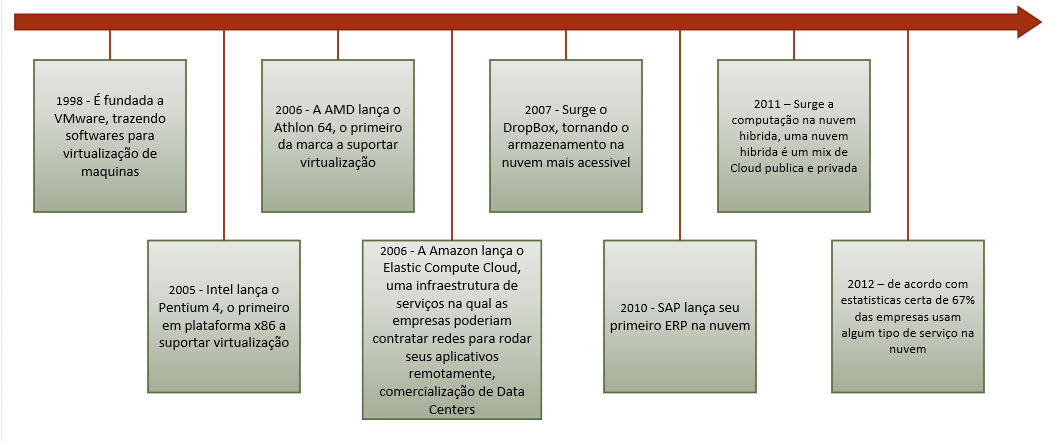 1998 - É fundada a
VMware, trazendo
softwares para
virtualização de
maquinas
2005 - Intel lança o
Pentium 4, o primeiro
em plataforma x86 a
suportar virtualização
2006 - A AMD lança o
Athlon 64, o primeiro
da marca a suportar
virtualização
2006 - A Amazon lança o
Elastic Compute Cloud,
uma infraestrutura de
serviços na qual as
empresas poderiam
contratar redes para rodar
seus aplicativos
remotamente,
comercialização de Data
Centers
2007 - Surge o
DropBox, tornando o
armazenamento na
nuvem mais acessivel
2010 - SAP lança seu
primeiro ERP na nuvem
2011 – Surge a
computação na nuvem
hibrida, uma nuvem
hibrida é um mix de
Cloud publica e privada
2012 – de acordo com
estatisticas certa de 67%
das empresas usam
algum tipo de serviço na
nuvem